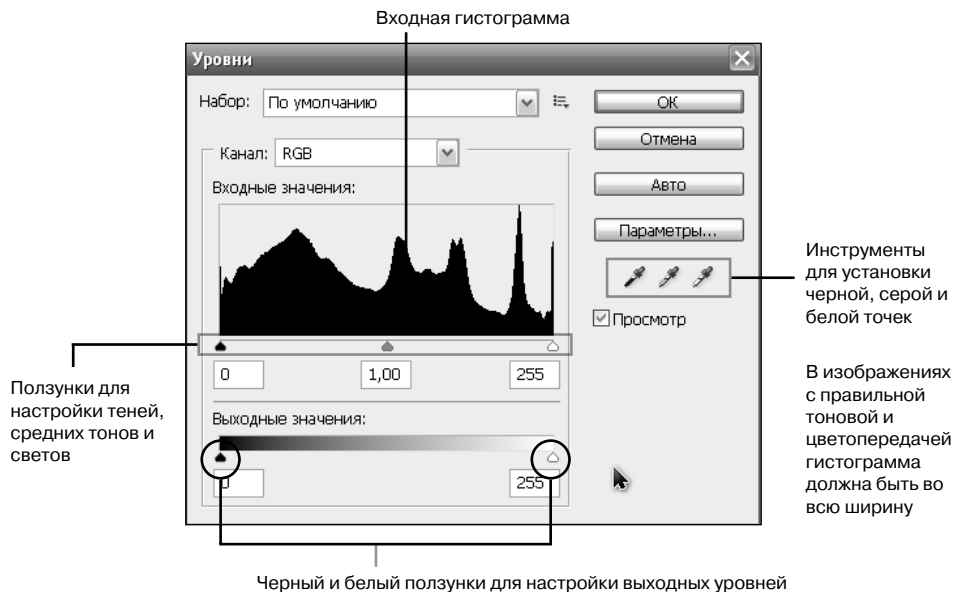 Входная гистограмма
Уровни
Набор: По умолчанию
ОК
Отмена
Канал: RGB
Авто
Входные значения:
Параметры...
Просмотр
0 1,00 255
Выходные значения:
0 255
Инструменты
для установки
черной, серой и
белой точек
В изображениях
с правильной
тоновой и
цветопередачей
гистограмма
должна быть во
всю ширину
Ползунки для
настройки теней,
средних тонов и
светов
Черный и белый ползунки для настройки выходных уровней